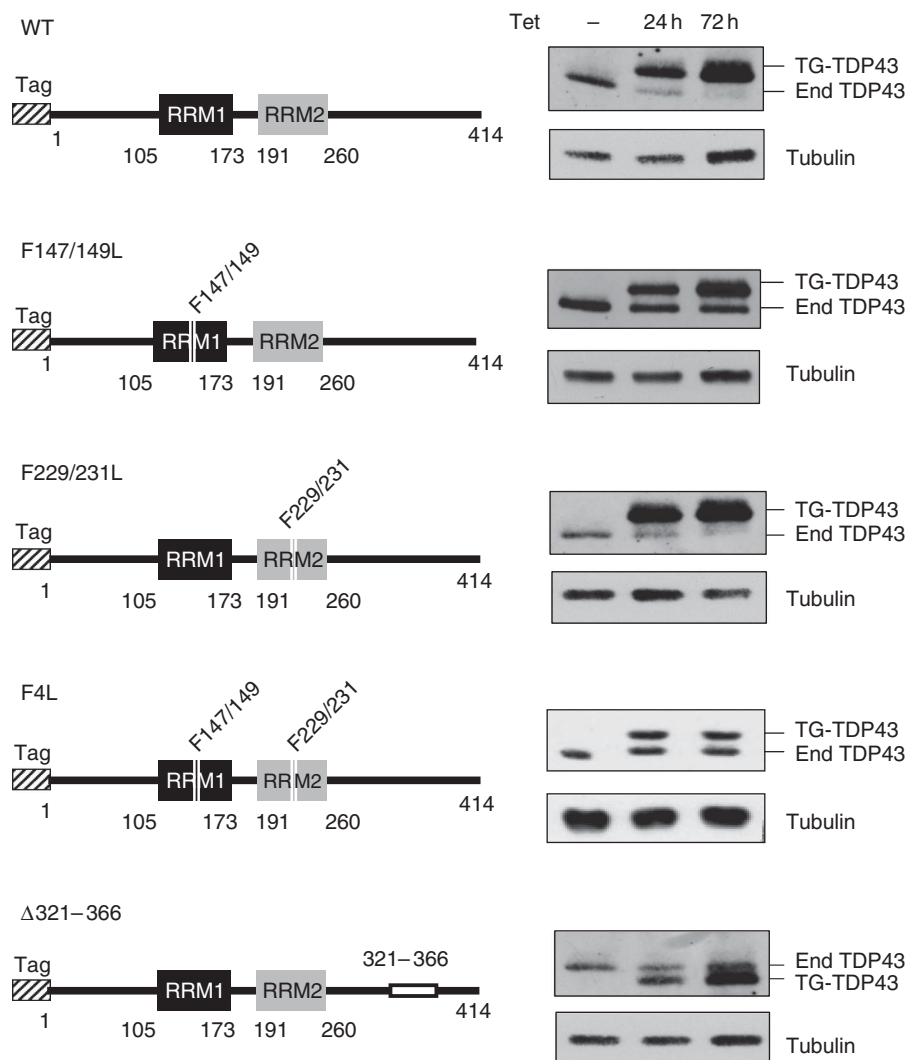 WT
Tet – 24 h 72 h
Tag
RRM1 RRM2
1 105 173 191 260 414
TG-TDP43
End TDP43
Tubulin
F147/149L
F147/149
Tag
RRM1 RRM2
1 105 173 191 260 414
TG-TDP43
End TDP43
Tubulin
F229/231L
F229/231
Tag
RRM1 RRM2
1 105 173 191 260 414
TG-TDP43
End TDP43
Tubulin
F4L
F147/149 F229/231
Tag
RRM1 RRM2
1 105 173 191 260 414
TG-TDP43
End TDP43
Tubulin
Δ321–366
321–366
Tag
RRM1 RRM2
1 105 173 191 260 414
End TDP43
TG-TDP43
Tubulin